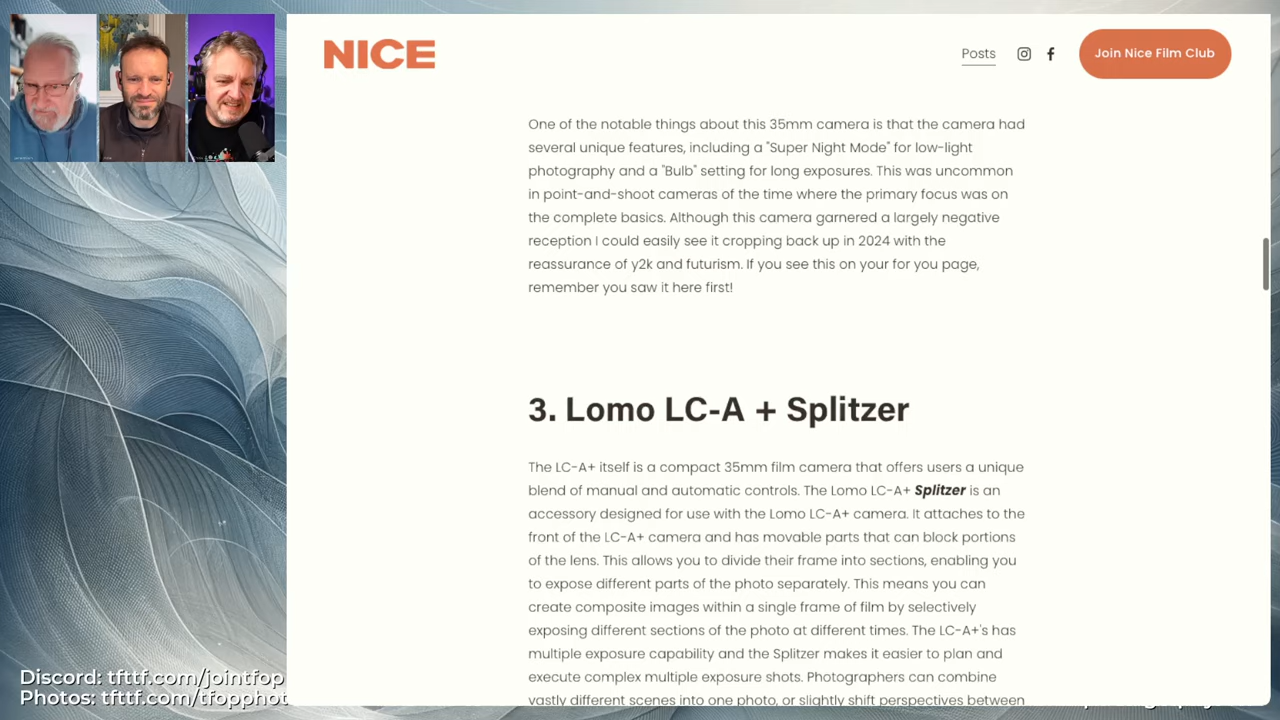 NICE
Posts
Join Nice Film Club
One of the notable things about this 35mm camera is that the camera had
several unique features, including a "Super Night Mode" for low-light
photography and a "Bulb" setting for long exposures. This was uncommon
in point-and-shoot cameras of the time where the primary focus was on
the complete basics. Although this camera garnered a largely negative
reception I could easily see it cropping back up in 2024 with the
reassurance of y2k and futurism. If you see this on your for you page,
remember you saw it here first!
3. Lomo LC-A + Splitzer
The LC-A+ itself is a compact 35mm film camera that offers users a unique
blend of manual and automatic controls. The Lomo LC-A+ Splitzer is an
accessory designed for use with the Lomo LC-A+ camera. It attaches to the
front of the LC-A+ camera and has movable parts that can block portions
of the lens. This allows you to divide their frame into sections, enabling you
to expose different parts of the photo separately. This means you can
create composite images within a single frame of film by selectively
exposing different sections of the photo at different times. The LC-A+'s has
multiple exposure capability and the Splitzer makes it easier to plan and
execute complex multiple exposure shots. Photographers can combine
vastly different scenes into one photo, or slightly shift perspectives between
Discord: tfttf.com/jointfop
Photos: tfttf.com/tfopphot